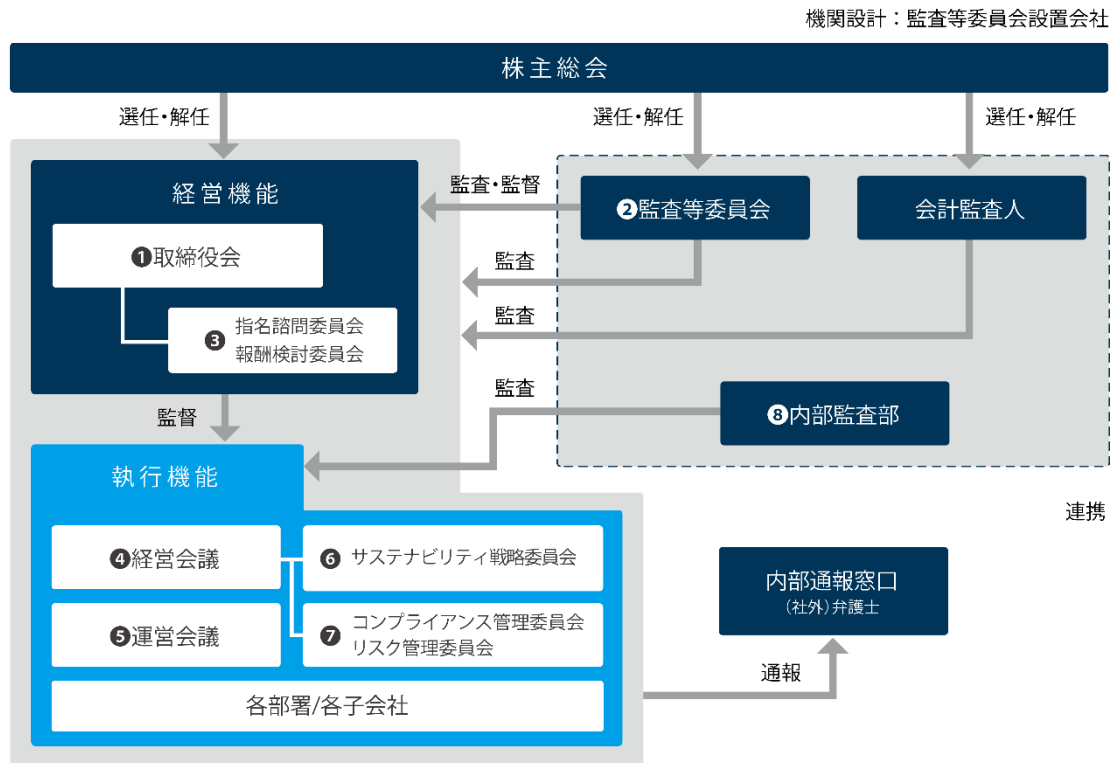 機関設計：監査等委員会設置会社
株主総会
選任・解任
選任・解任
選任・解任
経営機能
❶取締役会
❸ 指名諮問委員会
報酬検討委員会
監査・監督
❷監査等委員会
会計監査人
監査
監査
監査
❽内部監査部
監督
執行機能
❹経営会議
❻ サステナビリティ戦略委員会
❺運営会議
❼ コンプライアンス管理委員会
リスク管理委員会
各部署/各子会社
連携
内部通報窓口
（社外）弁護士
通報